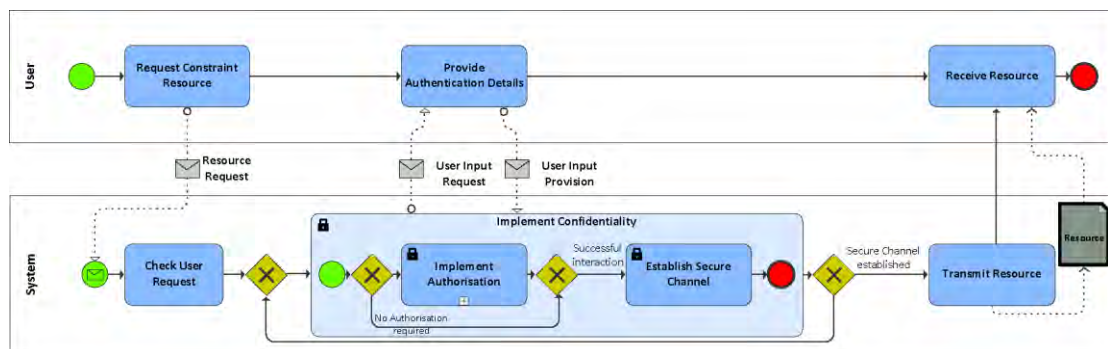 User
Request Constraint
Resource
Provide
Authentication Details
Receive Resource
Resource
Request
User Input
Request
User Input
Provision
System
Implement Confidentiality
Check User
Request
Implement
Authorisation
Successful
interaction
Establish Secure
Channel
Secure Channel
established
Transmit Resource
Resource
No Authorisation
required